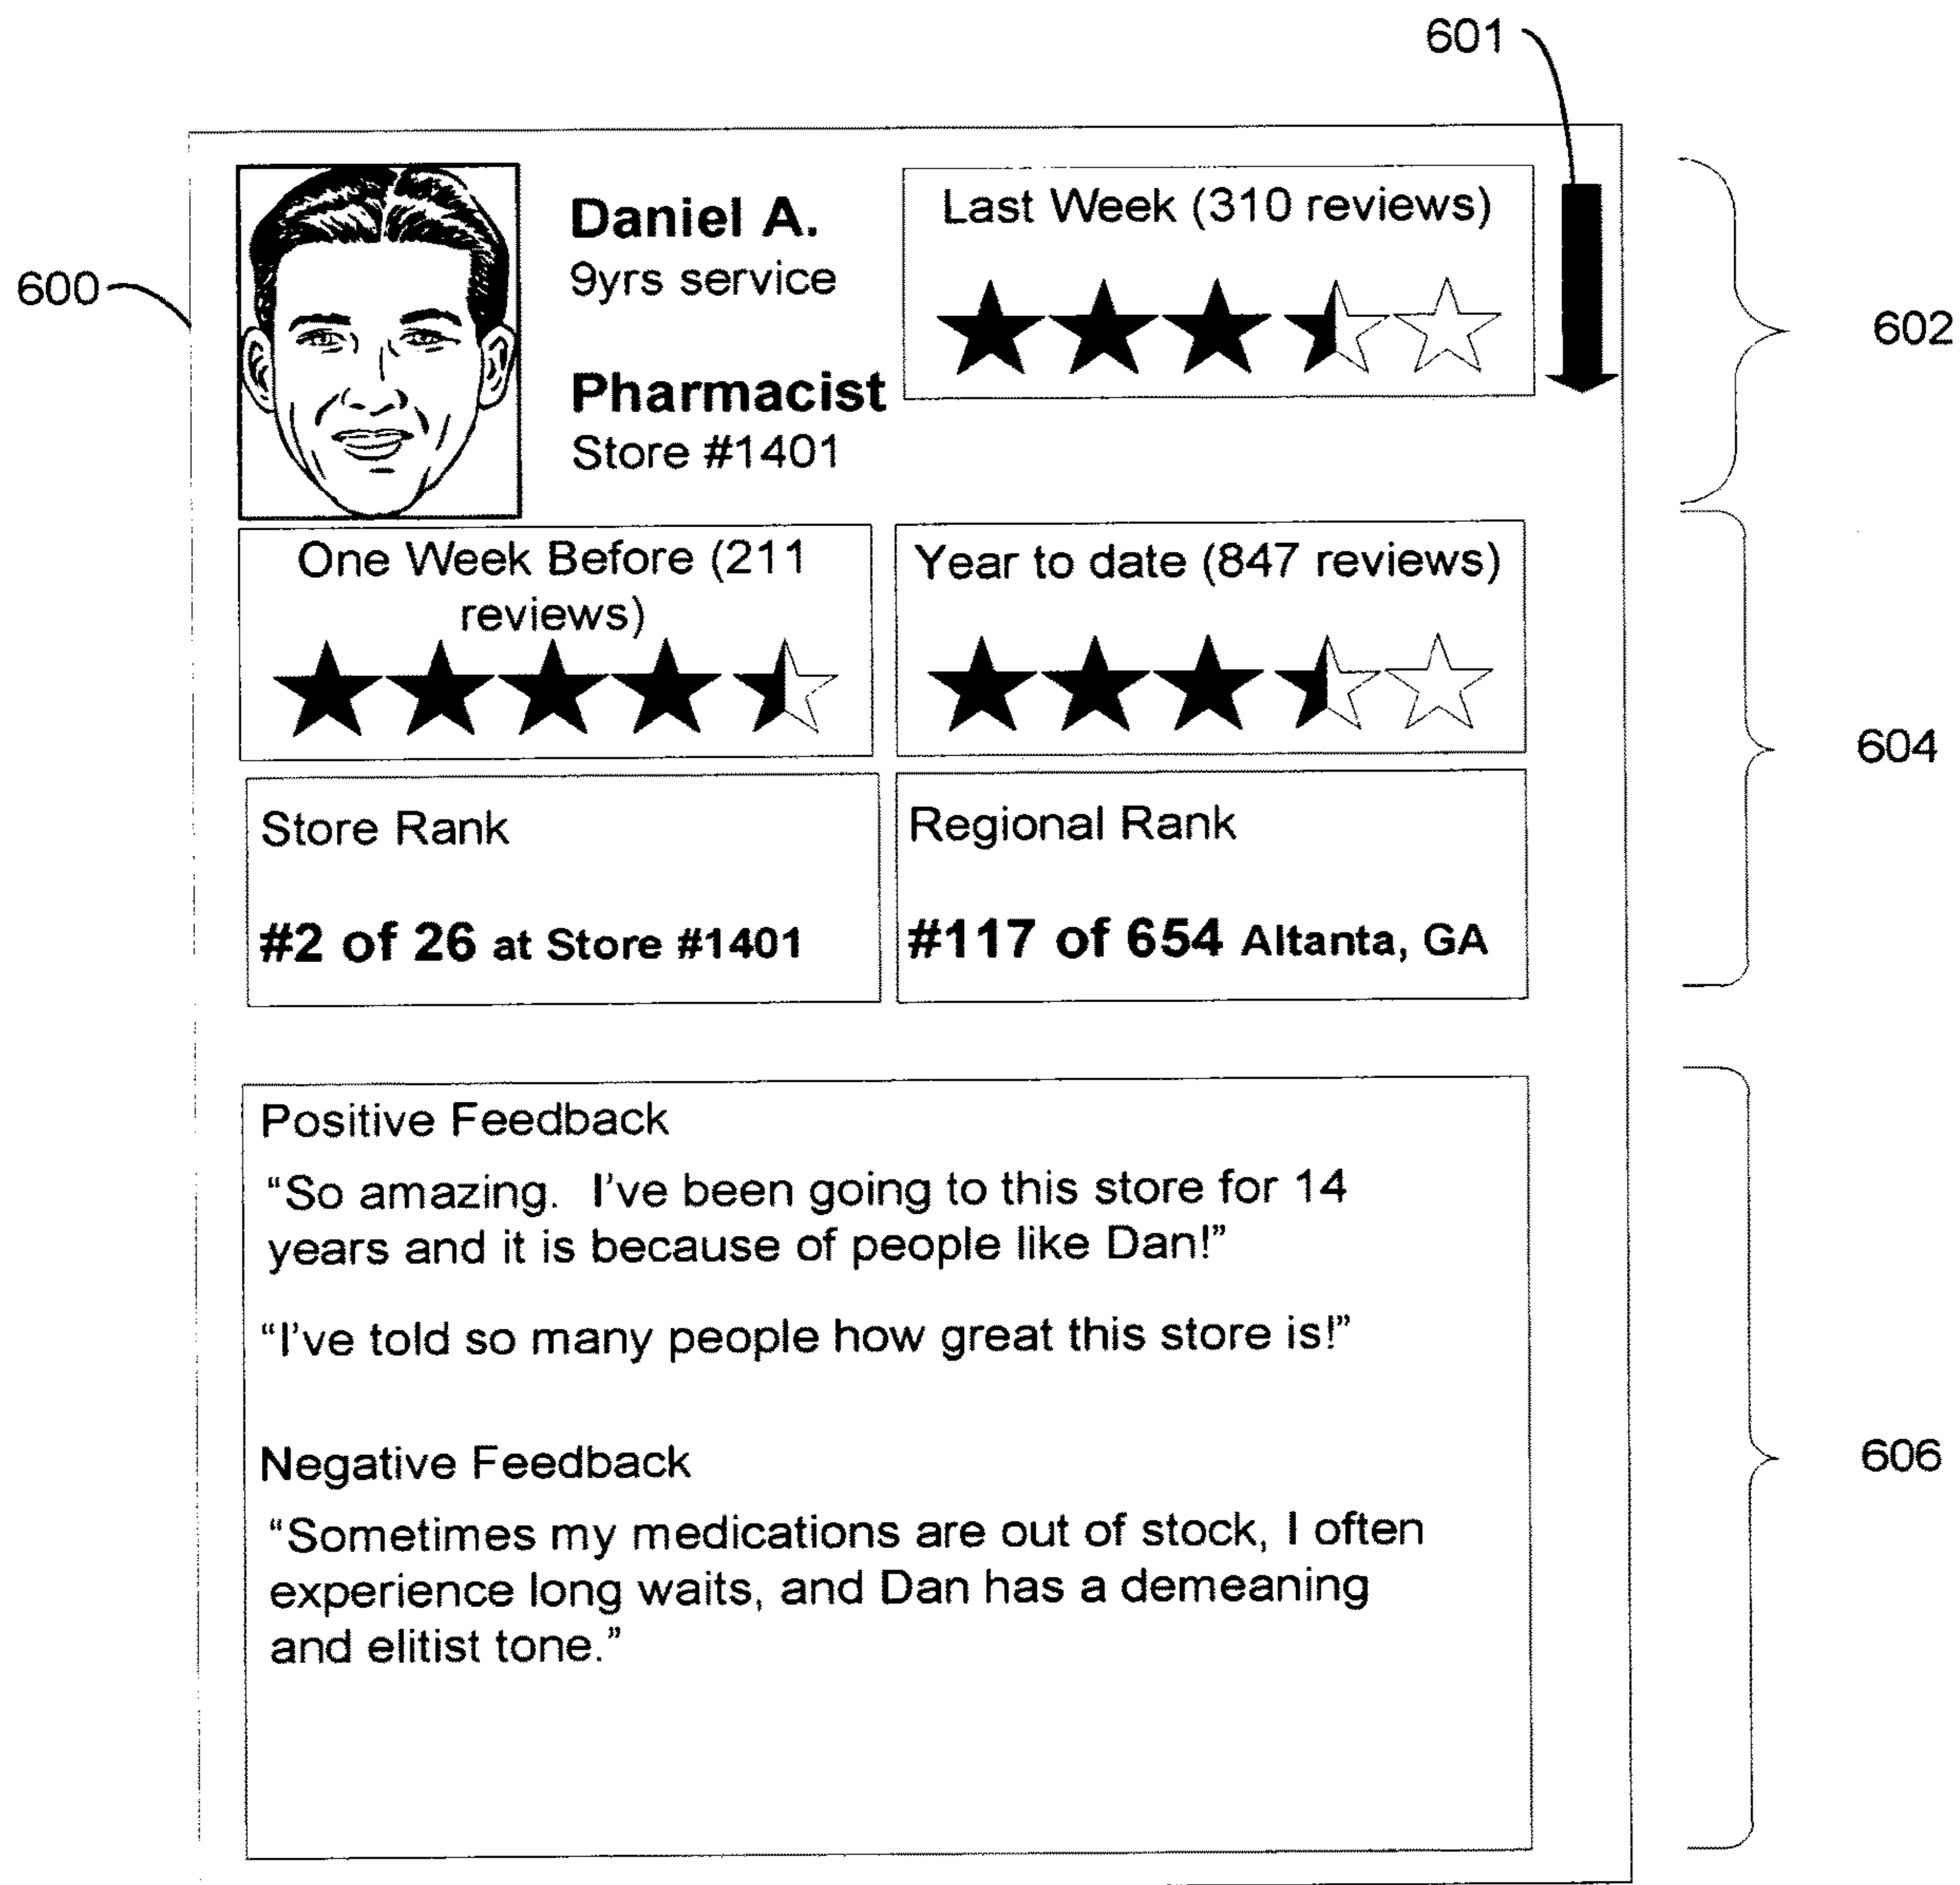 601
600
Daniel A.
9yrs service
Pharmacist
Store #1401
Last Week (310 reviews)
602
One Week Before (211
reviews)
Year to date (847 reviews)
604
Store Rank
#2 of 26 at Store #1401
Regional Rank
#117 of 654 Altanta, GA
Positive Feedback
“So amazing.  I've been going to this store for 14
years and it is because of people like Dan!”
“I've told so many people how great this store is!”
Negative Feedback
“Sometimes my medications are out of stock, I often
experience long waits, and Dan has a demeaning
and elitist tone.”
606